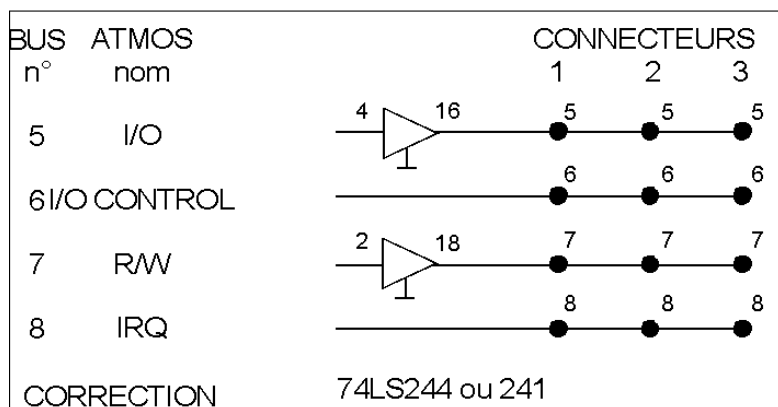 BUS ATMOS CONNECTEURS
n° nom 1 2 3
4 16 5 5 5
5 I/O
6 6 6
6 I/O CONTROL
2 18 7 7 7
7 R/W
8 8 8
8 IRQ
CORRECTION 74LS244 ou 241